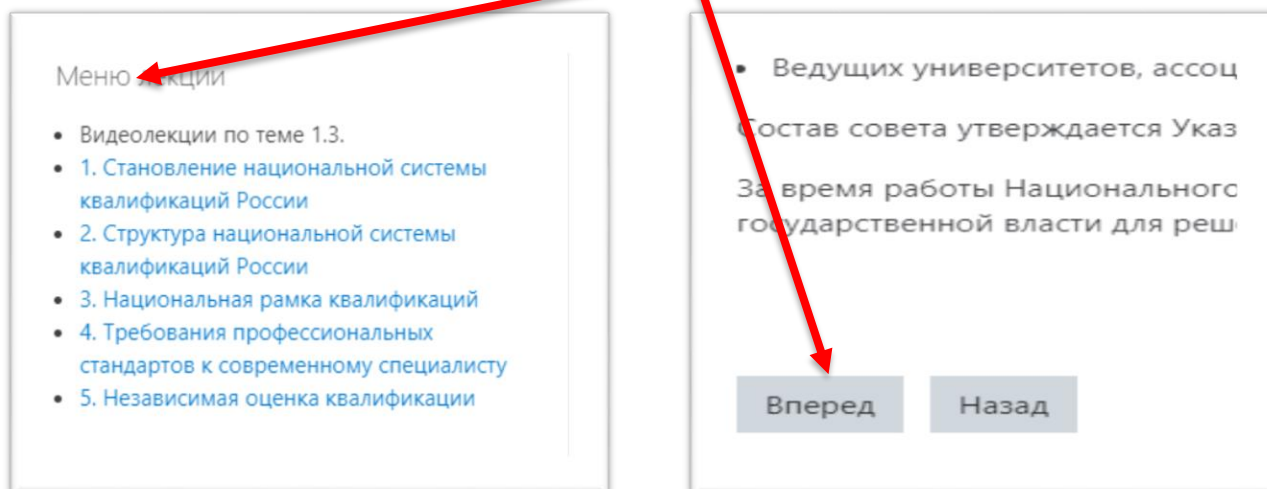 Меню лекции
• Видеолекции по теме 1.3.
• 1. Становление национальной системы
квалификаций России
• 2. Структура национальной системы
квалификаций России
• 3. Национальная рамка квалификаций
• 4. Требования профессиональных
стандартов к современному специалисту
• 5. Независимая оценка квалификации
• Ведущих университетов, ассоц
Состав совета утверждается Указ
За время работы Национального
государственной власти для реш
Вперед
Назад